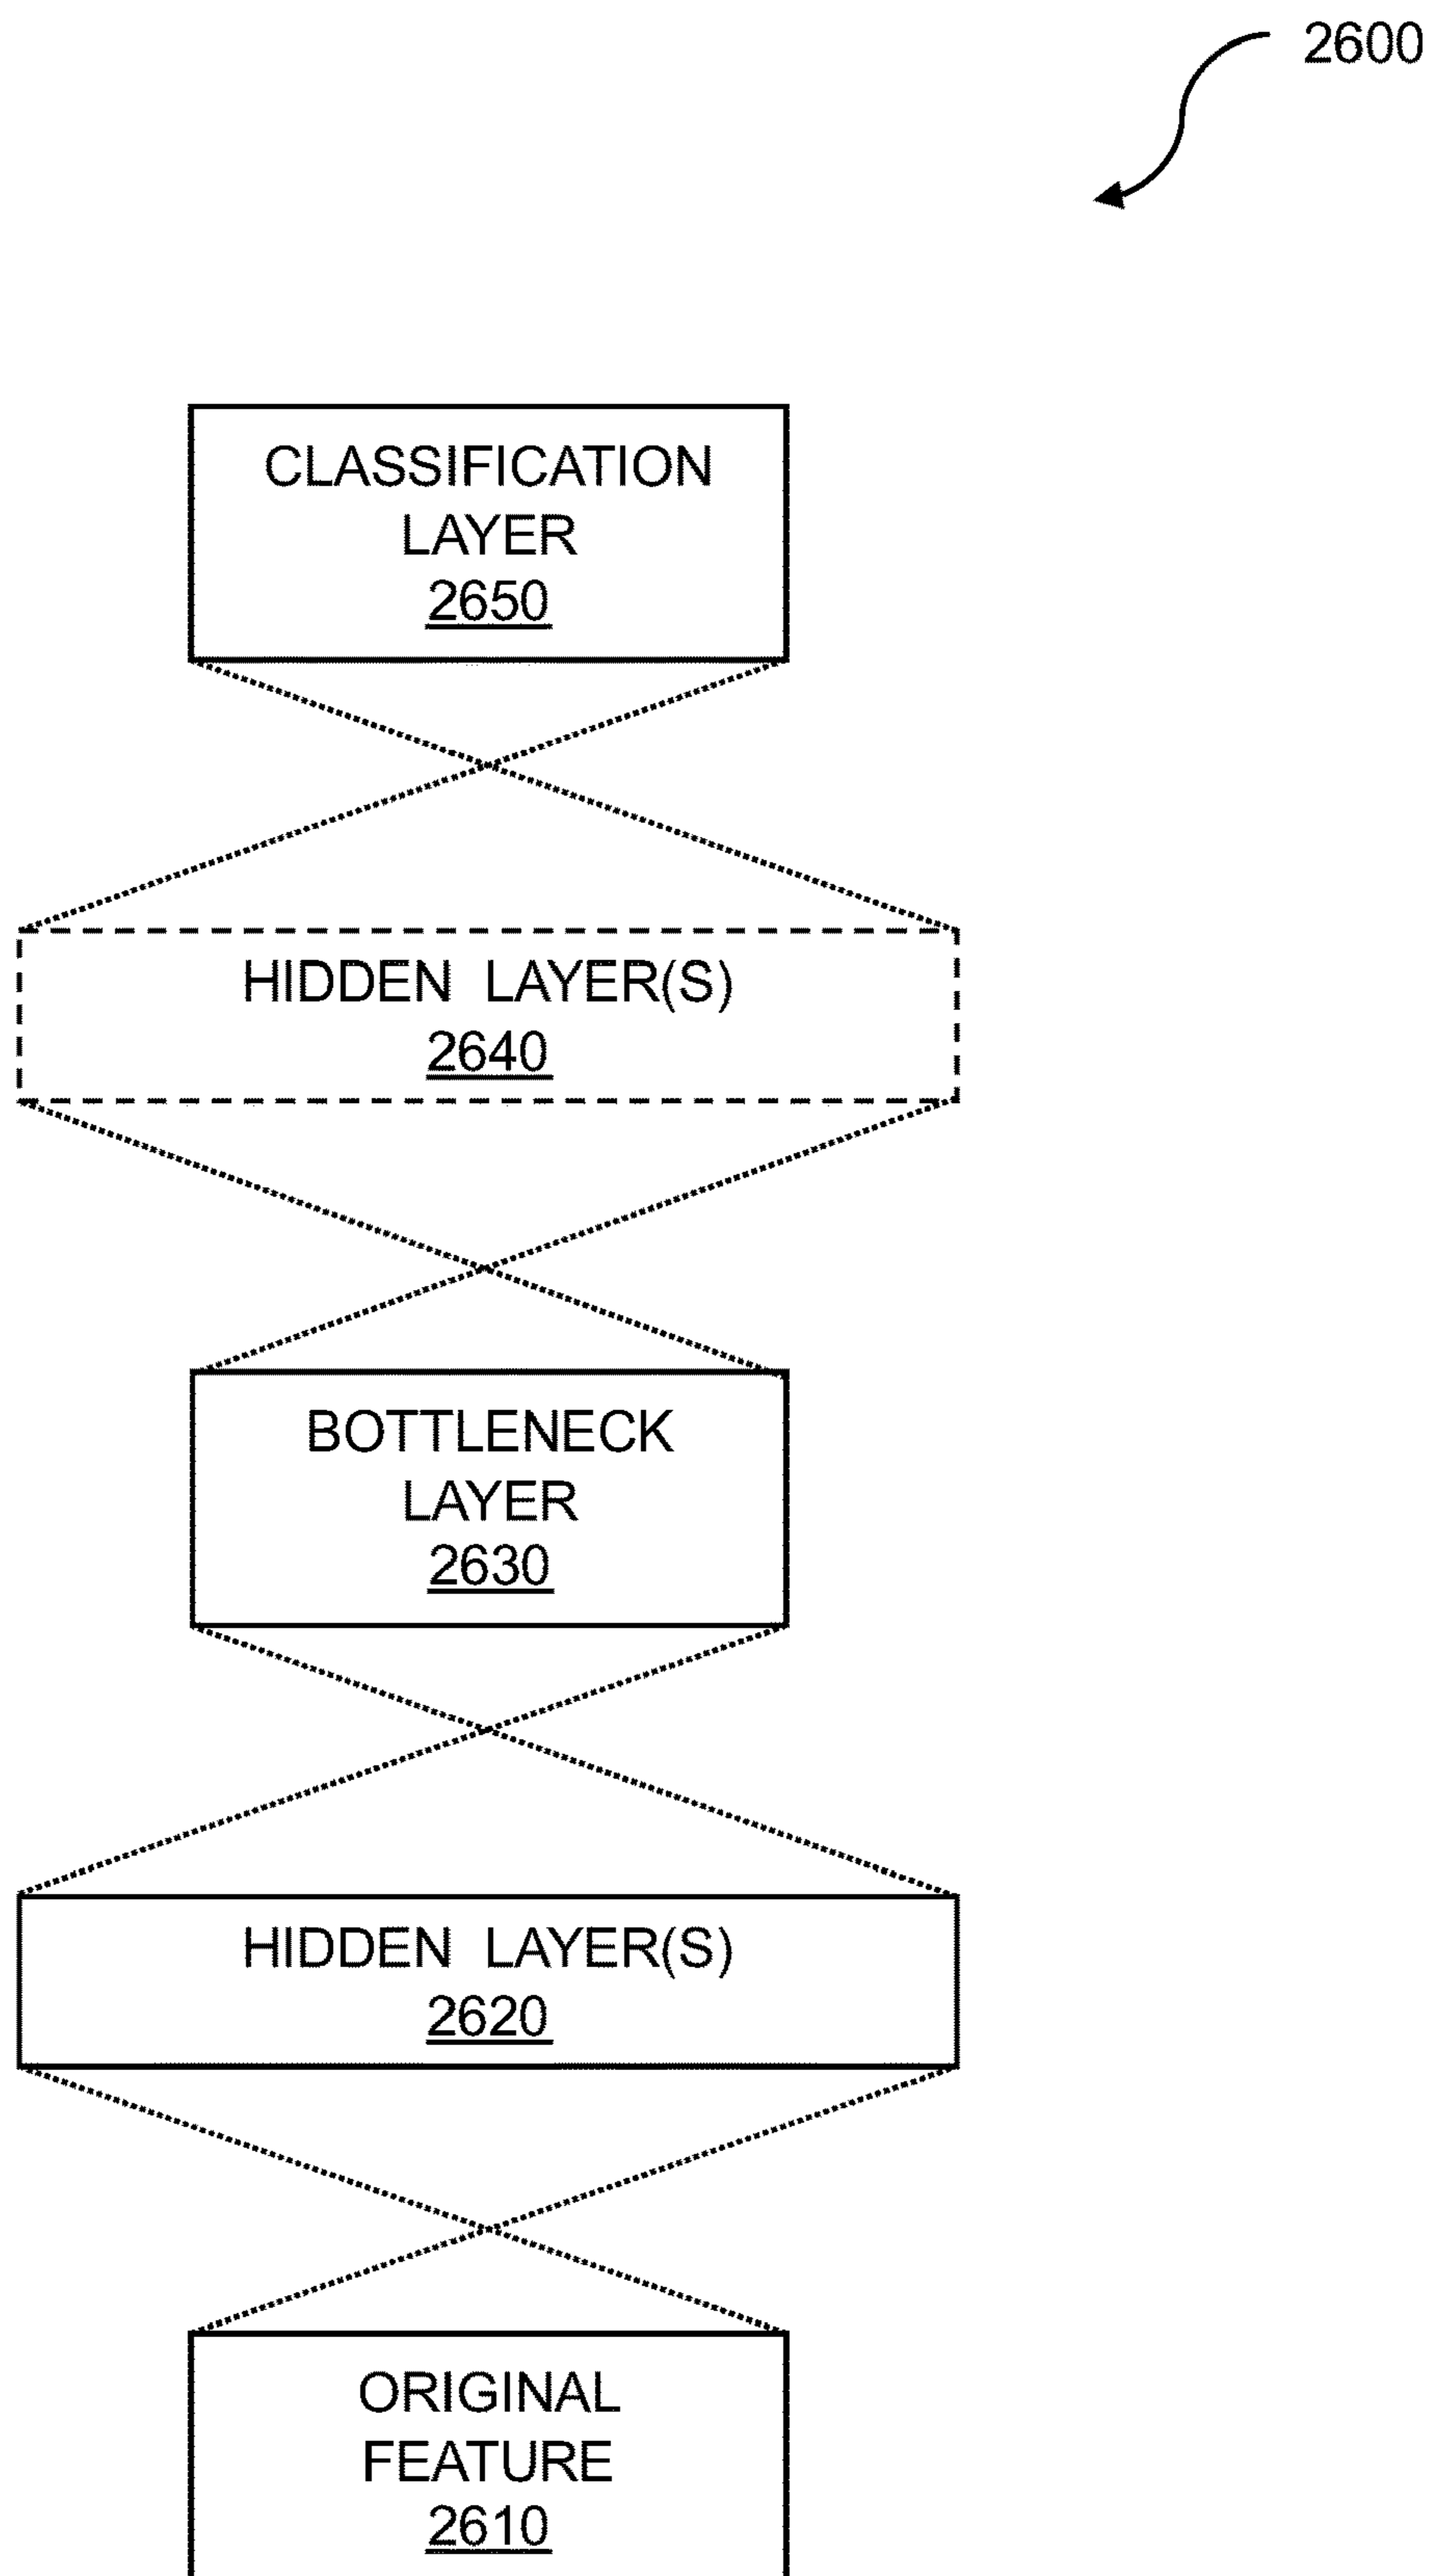 2600
CLASSIFICATION
LAYER
2650
HIDDEN LAYER(S)
2640
BOTTLENECK
LAYER
2630
HIDDEN LAYER(S)
2620
ORIGINAL
FEATURE
2610